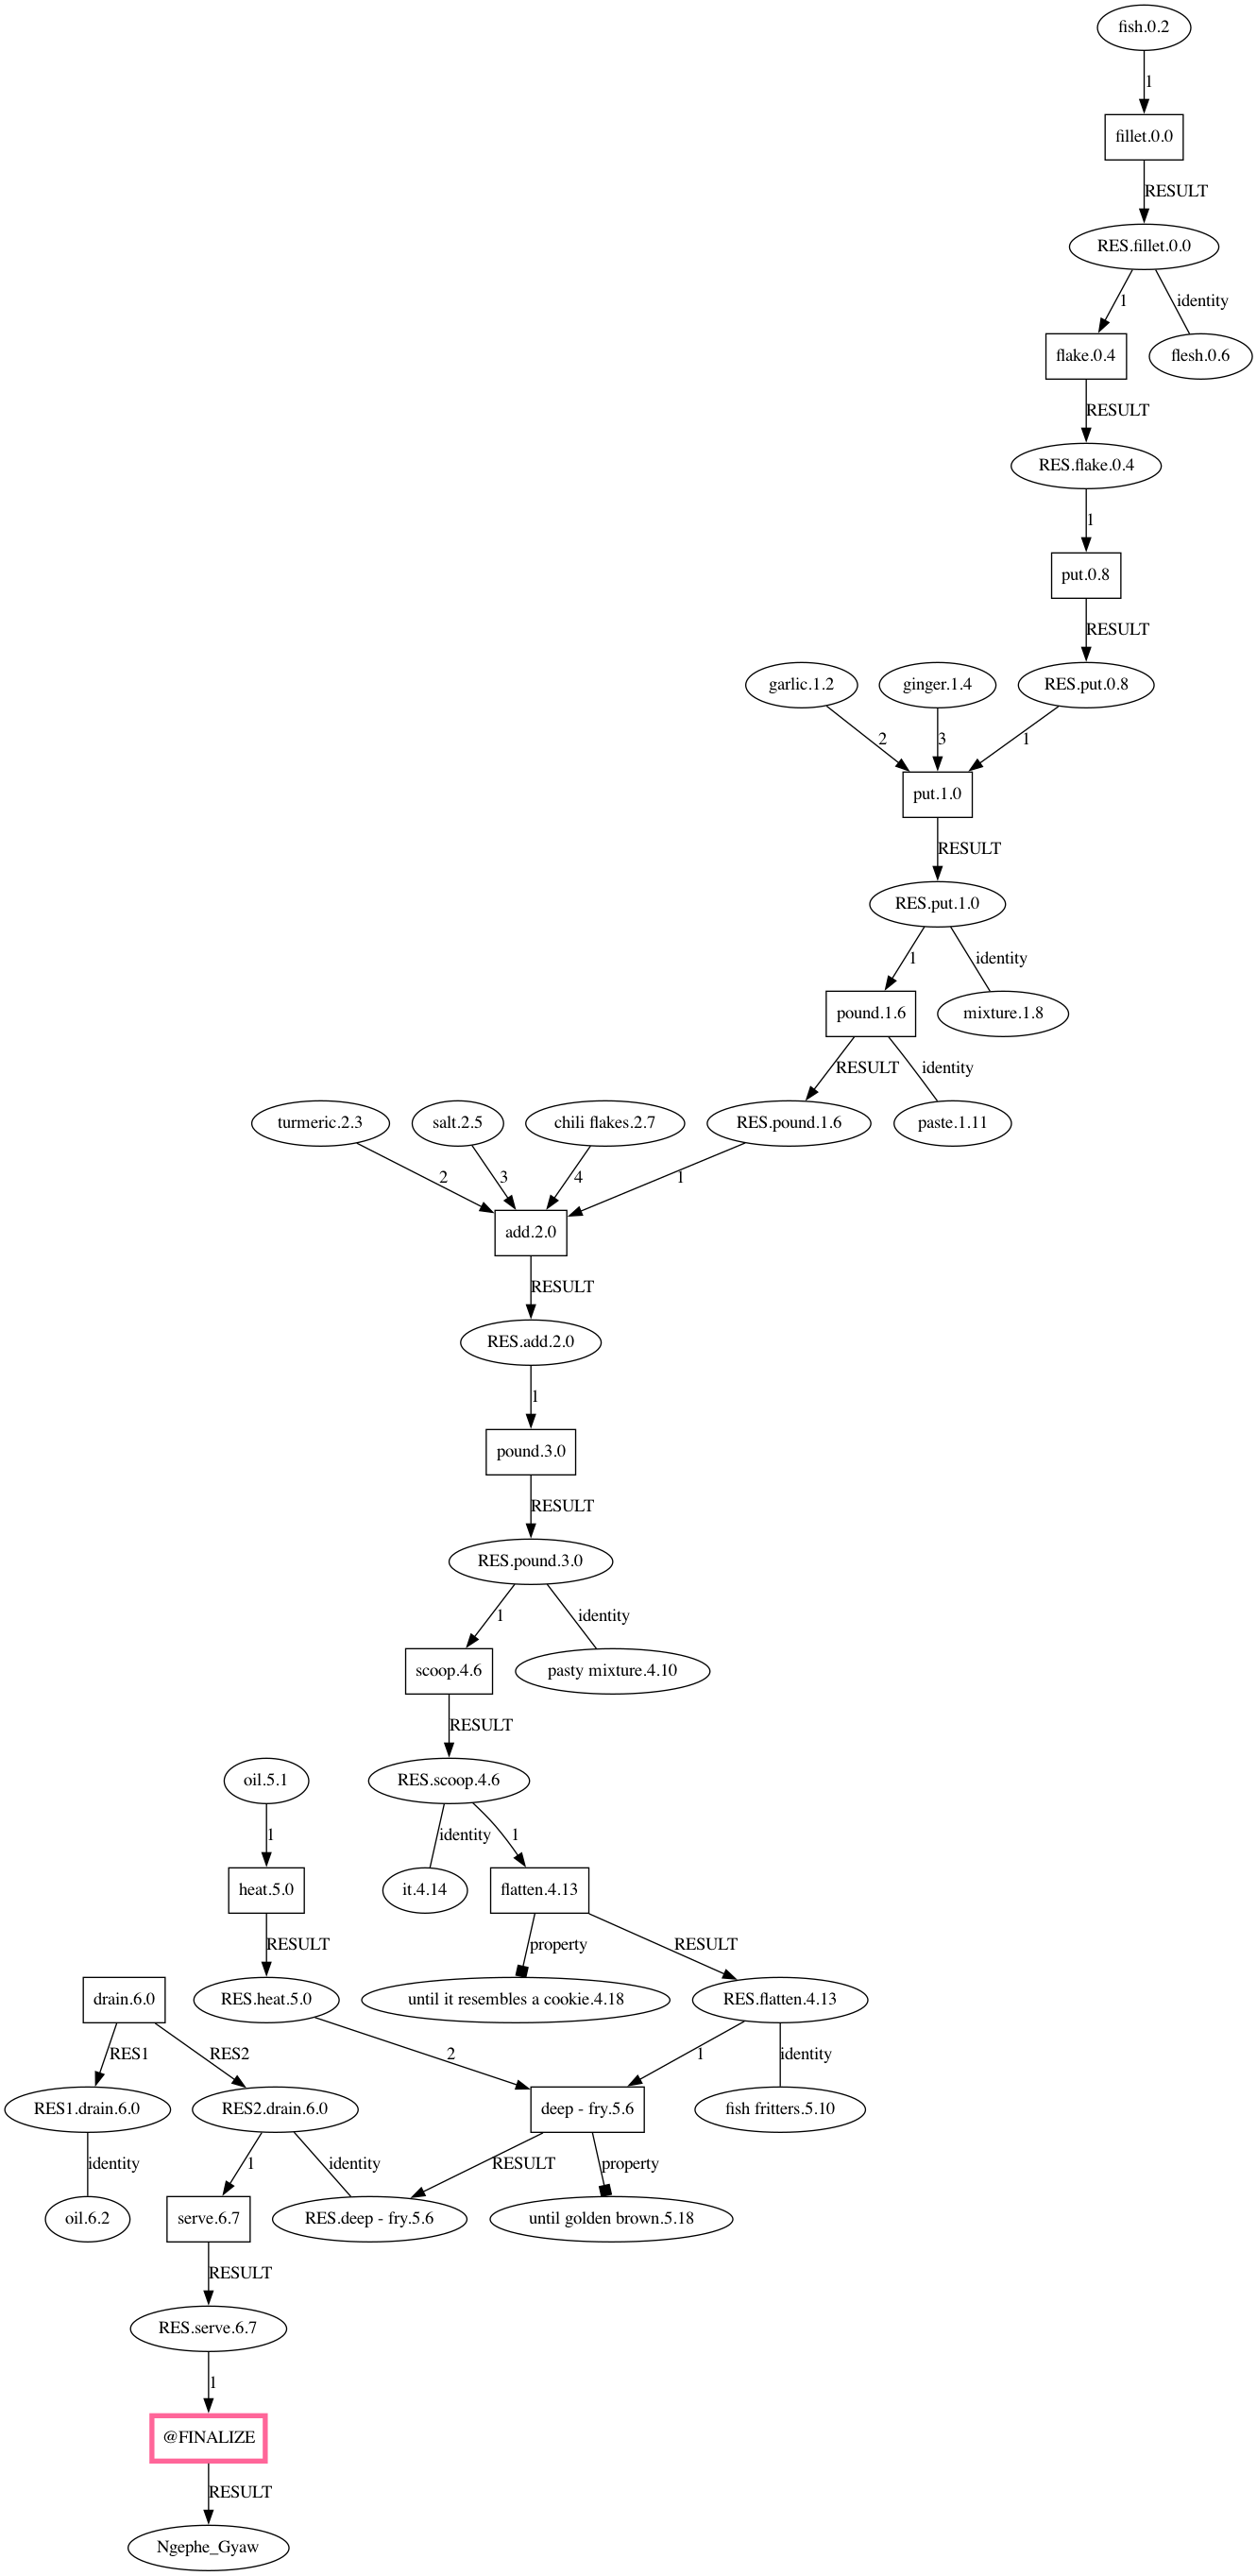 fish.0.2
1
fillet.0.0
RESULT
RES.fillet.0.0
1
identity
flake.0.4
flesh.0.6
RESULT
RES.flake.0.4
1
put.0.8
RESULT
garlic.1.2
ginger.1.4
RES.put.0.8
2
3
1
put.1.0
RESULT
RES.put.1.0
1
identity
pound.1.6
mixture.1.8
RESULT
identity
turmeric.2.3
salt.2.5
chili flakes.2.7
RES.pound.1.6
paste.1.11
2
3
4
1
add.2.0
RESULT
RES.add.2.0
1
pound.3.0
RESULT
RES.pound.3.0
1
identity
scoop.4.6
pasty mixture.4.10
RESULT
oil.5.1
RES.scoop.4.6
1
identity
1
heat.5.0
it.4.14
flatten.4.13
RESULT
property
RESULT
drain.6.0
RES.heat.5.0
until it resembles a cookie.4.18
RES.flatten.4.13
RES1
RES2
2
1
identity
RES1.drain.6.0
RES2.drain.6.0
deep - fry.5.6
fish fritters.5.10
identity
1
identity
RESULT
property
oil.6.2
serve.6.7
RES.deep - fry.5.6
until golden brown.5.18
RESULT
RES.serve.6.7
1
@FINALIZE
RESULT
Ngephe_Gyaw